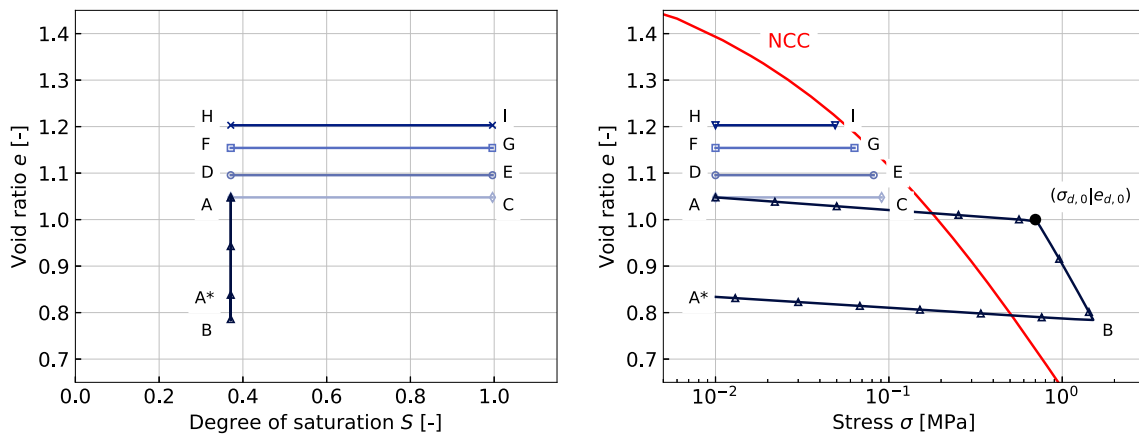 1.4
1.3
1.2
1.1
1.0
0.9
0.8
0.7
Void ratio e [-]
H
I
F
G
D
E
A
C
A*
B
0.0
0.2
0.4
0.6
0.8
1.0
Degree of saturation S [-]
1.4
1.3
1.2
1.1
1.0
0.9
0.8
0.7
Void ratio e [-]
NCC
H
I
F
G
D
E
A
C
(σd,0|ed,0)
A*
B
10⁻²
10⁻¹
10⁰
Stress σ [MPa]